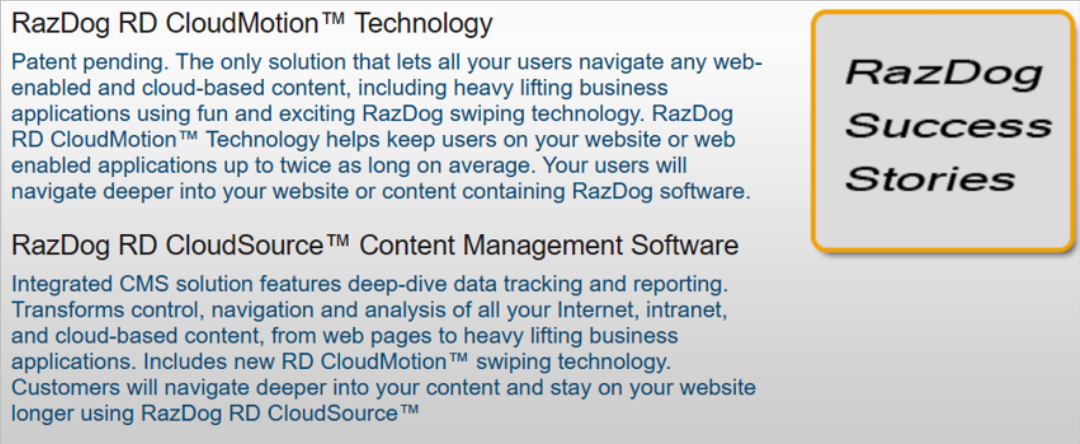 RazDog RD CloudMotion™ Technology
Patent pending. The only solution that lets all your users navigate any web-
enabled and cloud-based content, including heavy lifting business
applications using fun and exciting RazDog swiping technology. RazDog
RD CloudMotion™ Technology helps keep users on your website or web
enabled applications up to twice as long on average. Your users will
navigate deeper into your website or content containing RazDog software.
RazDog RD CloudSource™ Content Management Software
Integrated CMS solution features deep-dive data tracking and reporting.
Transforms control, navigation and analysis of all your Internet, intranet,
and cloud-based content, from web pages to heavy lifting business
applications. Includes new RD CloudMotion™ swiping technology.
Customers will navigate deeper into your content and stay on your website
longer using RazDog RD CloudSource™
RazDog
Success
Stories